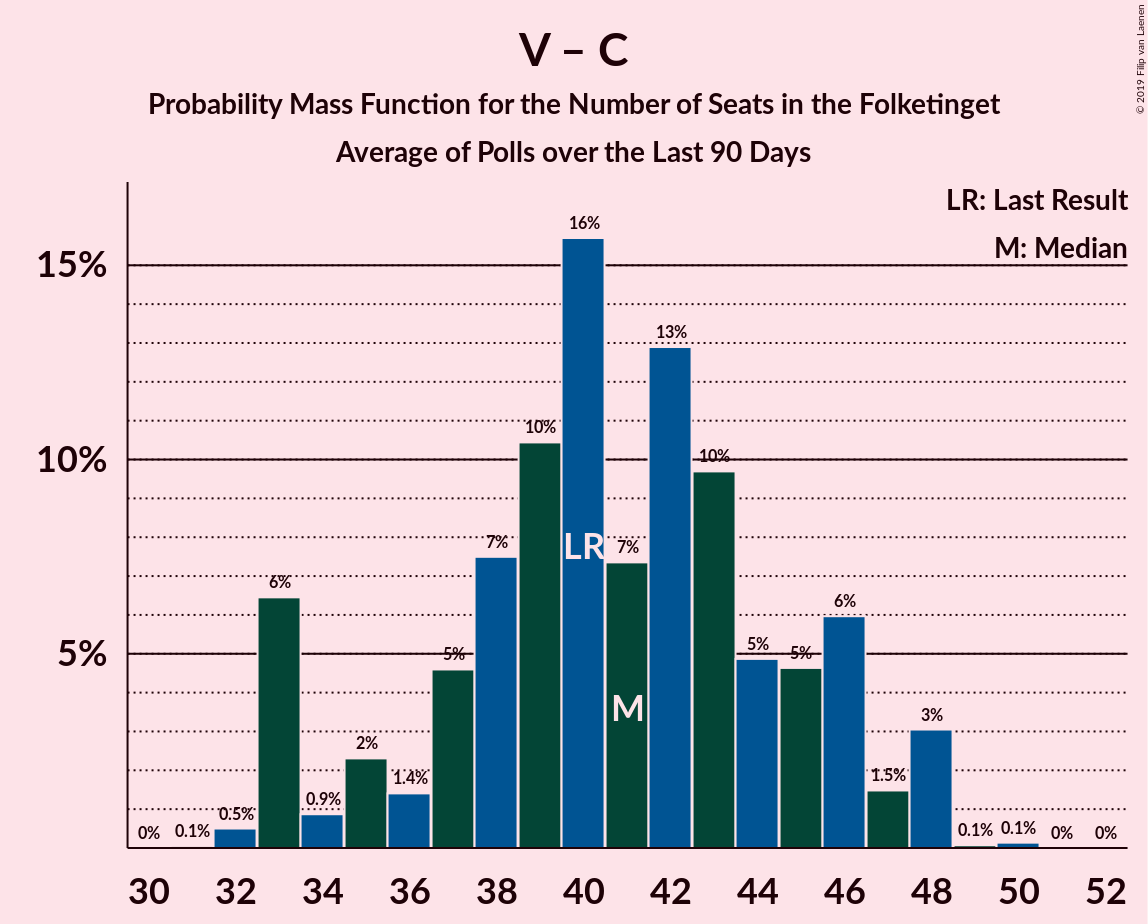 V – C
Probability Mass Function for the Number of Seats in the Folketinget
Average of Polls over the Last 90 Days
© 2019 Filip van Laenen
LR: Last Result
M: Median
15%
10%
5%
0%
0.1%
0.5%
6%
0.9%
2%
1.4%
5%
7%
10%
16%
7%
13%
10%
5%
5%
6%
1.5%
3%
0.1%
0.1%
0%
0%
LR
M
30 32 34 36 38 40 42 44 46 48 50 52